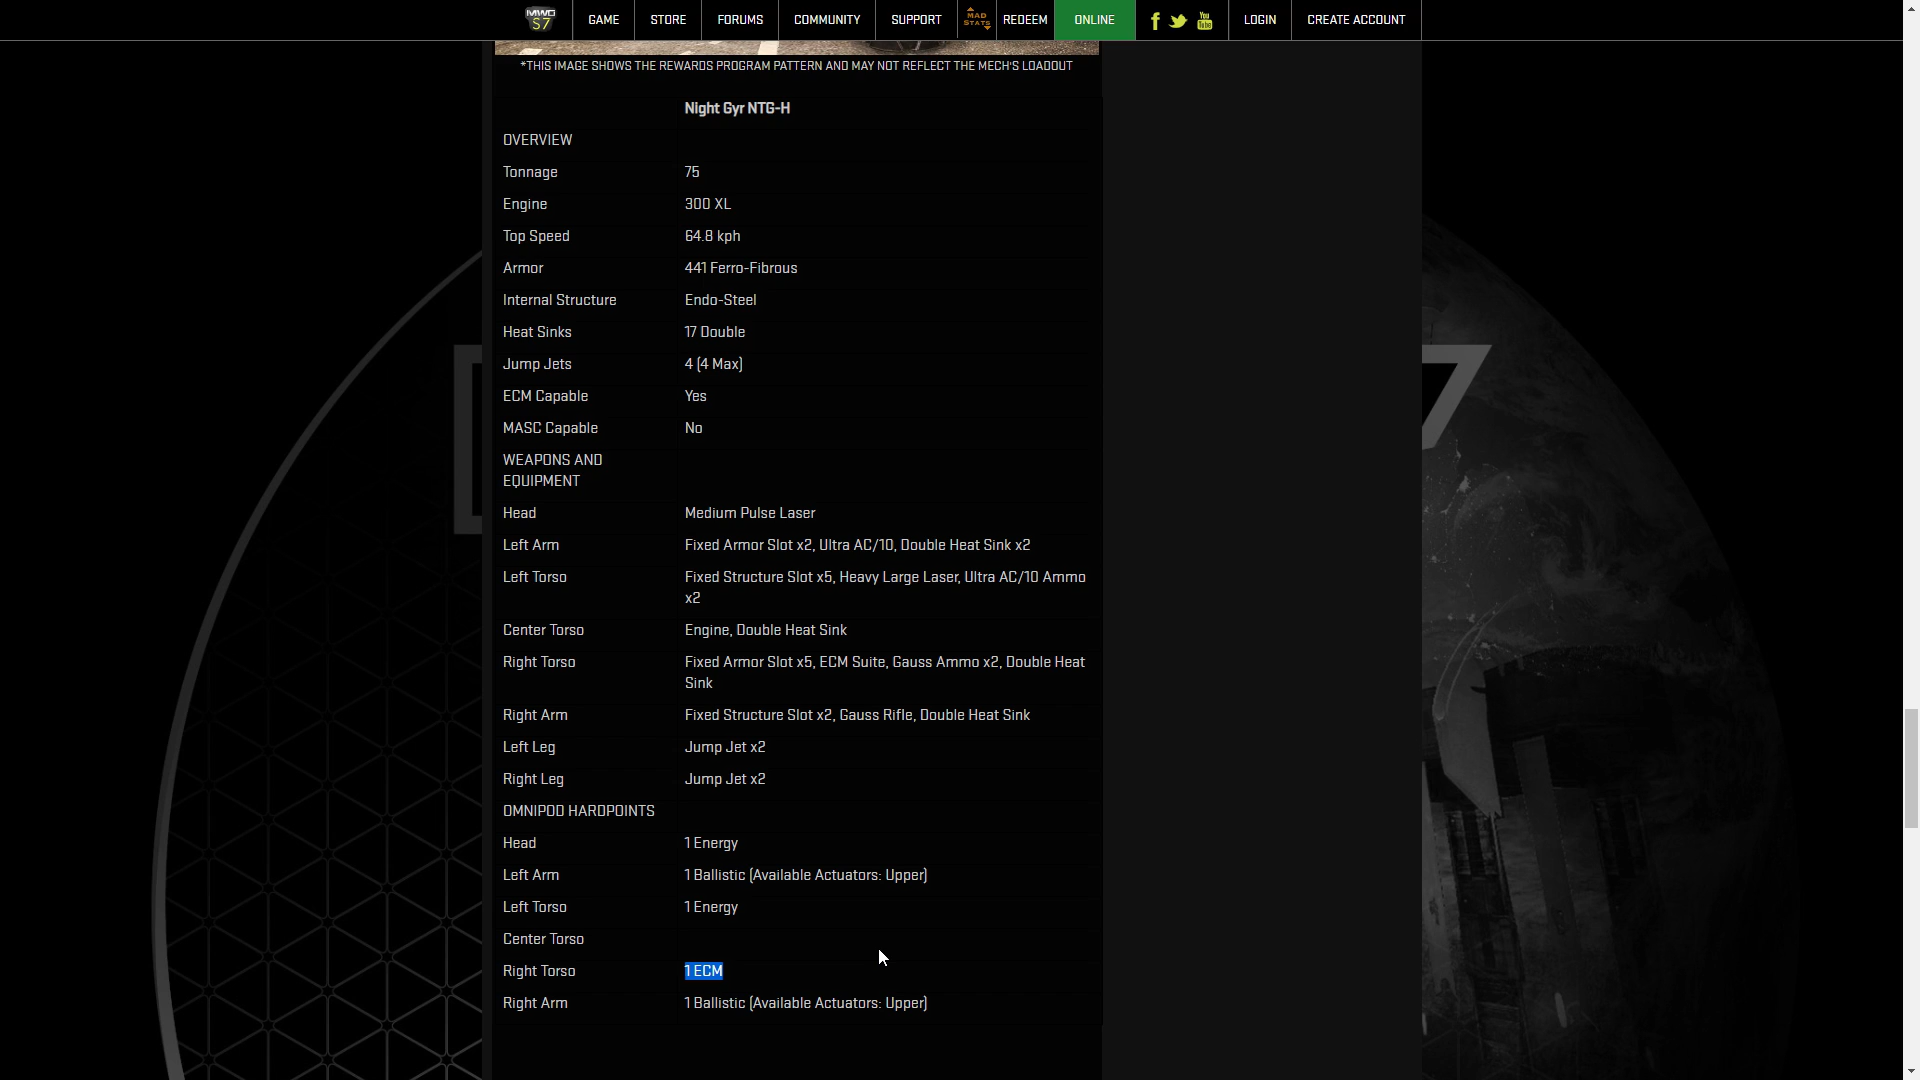 MWO S7 GAME STORE FORUMS COMMUNITY SUPPORT MAD STATS REDEEM ONLINE f You Tube LOGIN CREATE ACCOUNT
*THIS IMAGE SHOWS THE REWARDS PROGRAM PATTERN AND MAY NOT REFLECT THE MECH'S LOADOUT
Night Gyr NTG-H
OVERVIEW
Tonnage 75
Engine 300 XL
Top Speed 64.8 kph
Armor 441 Ferro-Fibrous
Internal Structure Endo-Steel
Heat Sinks 17 Double
Jump Jets 4 (4 Max)
ECM Capable Yes
MASC Capable No
WEAPONS AND
EQUIPMENT
Head Medium Pulse Laser
Left Arm Fixed Armor Slot x2, Ultra AC/10, Double Heat Sink x2
Left Torso Fixed Structure Slot x5, Heavy Large Laser, Ultra AC/10 Ammo
x2
Center Torso Engine, Double Heat Sink
Right Torso Fixed Armor Slot x5, ECM Suite, Gauss Ammo x2, Double Heat
Sink
Right Arm Fixed Structure Slot x2, Gauss Rifle, Double Heat Sink
Left Leg Jump Jet x2
Right Leg Jump Jet x2
OMNIPOD HARDPOINTS
Head 1 Energy
Left Arm 1 Ballistic (Available Actuators: Upper)
Left Torso 1 Energy
Center Torso
Right Torso 1 ECM
Right Arm 1 Ballistic (Available Actuators: Upper)